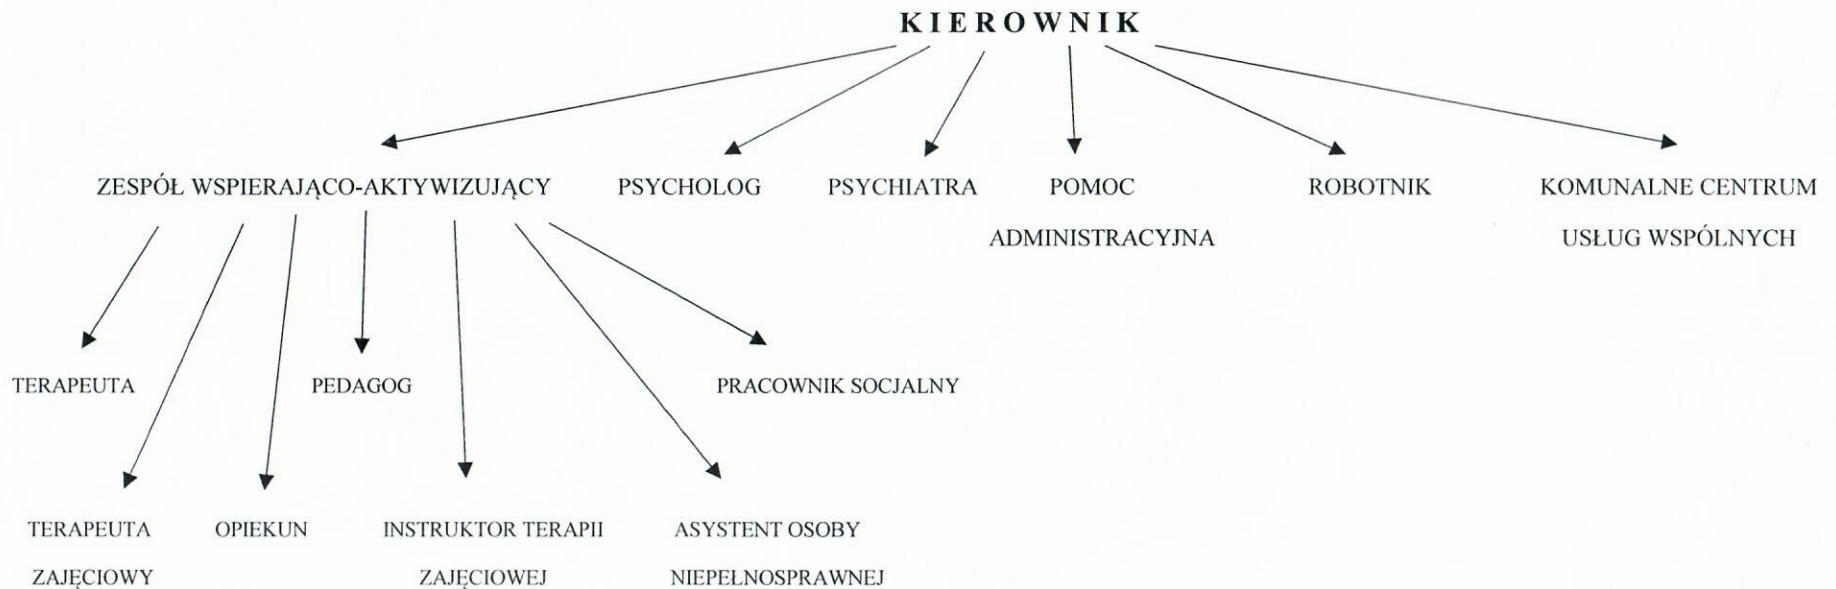 KIEROWNIK
ZESPÓŁ WSPIERAJĄCO-AKTYWIZUJĄCY
PSYCHOLOG
PSYCHIATRA
POMOC
ADMINISTRACYJNA
ROBOTNIK
KOMUNALNE CENTRUM
USŁUG WSPÓLNYCH
TERAPEUTA
PEDAGOG
PRACOWNIK SOCJALNY
TERAPEUTA
ZAJĘCIOWY
OPIEKUN
INSTRUKTOR TERAPII
ZAJĘCIOWEJ
ASYSTENT OSOBY
NIEPEŁNOSPRAWNEJ